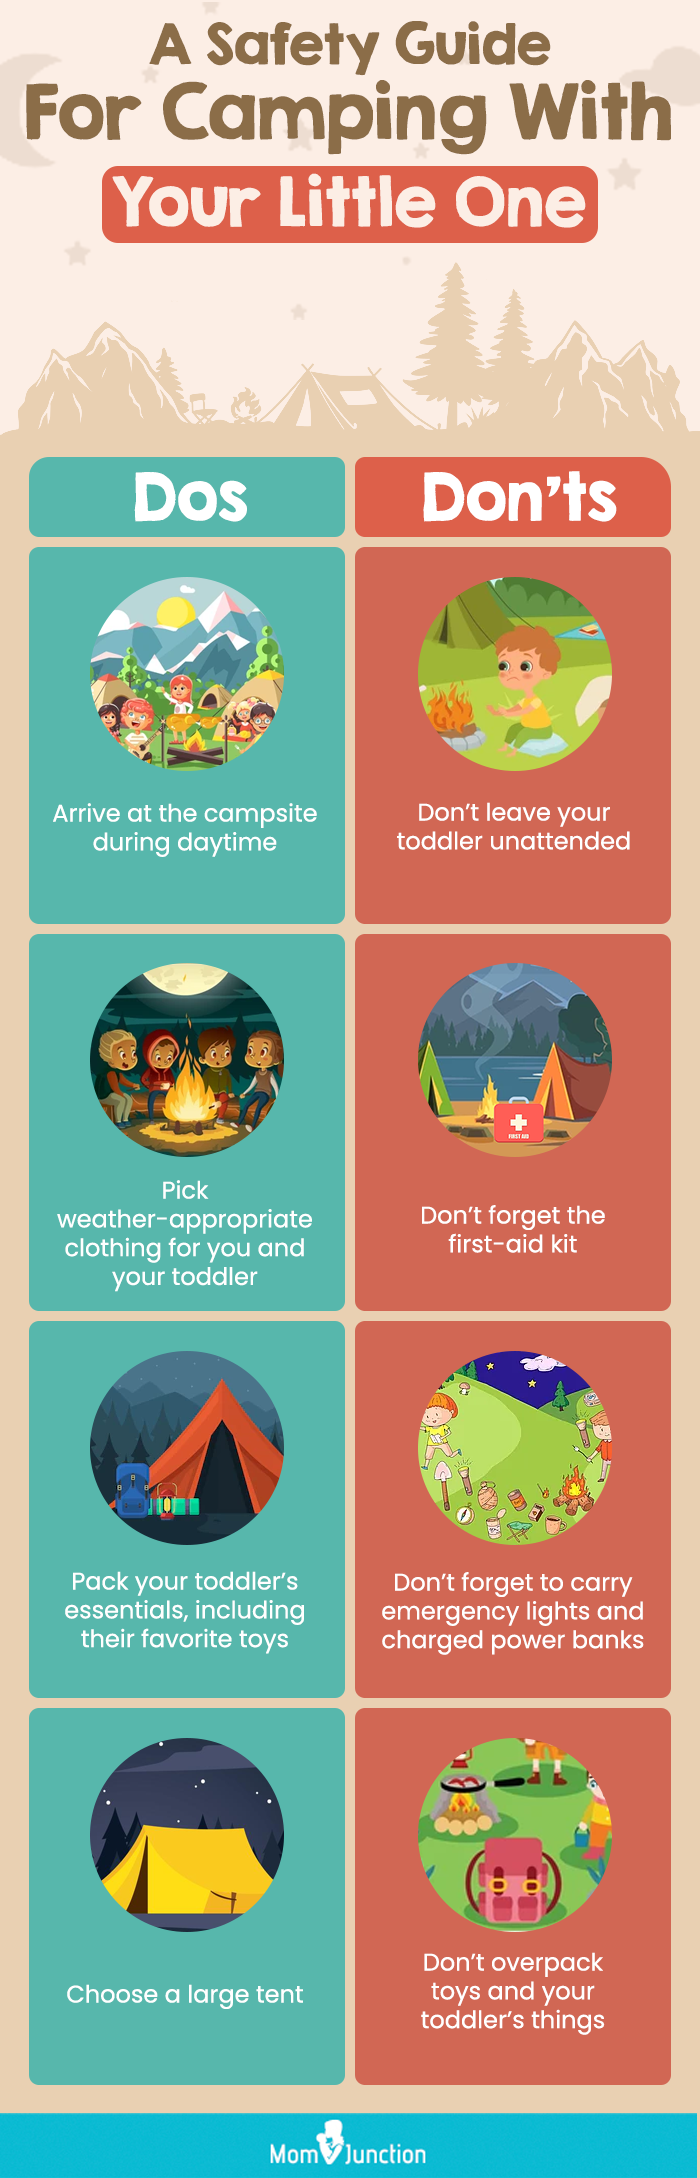 A Safety Guide
For Camping With
Your Little One
Dos
Don'ts
Arrive at the campsite
during daytime
Don't leave your
toddler unattended
Pick
weather-appropriate
clothing for you and
your toddler
FIRST AID
Don't forget the
first-aid kit
Pack your toddler's
essentials, including
their favorite toys
Don't forget to carry
emergency lights and
charged power banks
Choose a large tent
Don't overpack
toys and your
toddler's things
Mom Junction